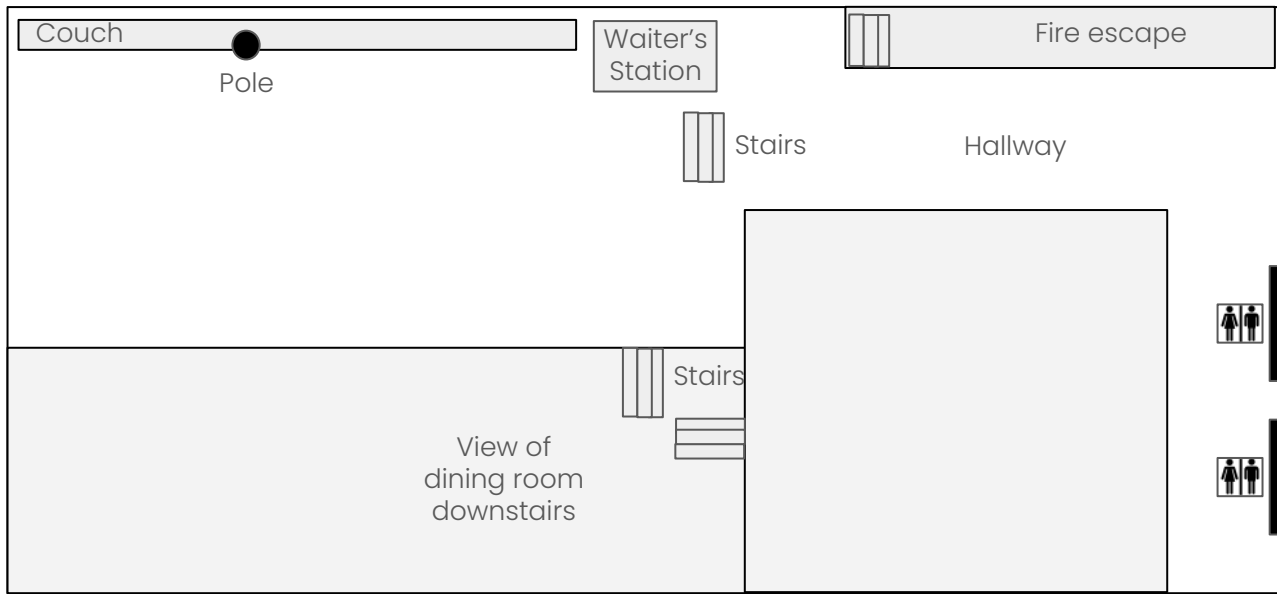 Couch
Pole
Waiter’s
Station
Fire escape
Stairs
Hallway
Stairs
View of
dining room
downstairs